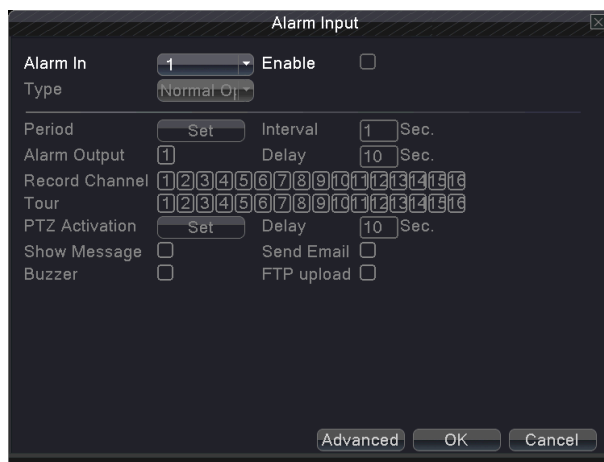 Alarm Input
Alarm In 1 Enable
Type Normal Op
Period Set Interval 1 Sec.
Alarm Output 1 Delay 10 Sec.
Record Channel 1 2 3 4 5 6 7 8 9 10 11 12 13 14 15 16
Tour 1 2 3 4 5 6 7 8 9 10 11 12 13 14 15 16
PTZ Activation Set Delay 10 Sec.
Show Message Send Email
Buzzer FTP upload
Advanced OK Cancel